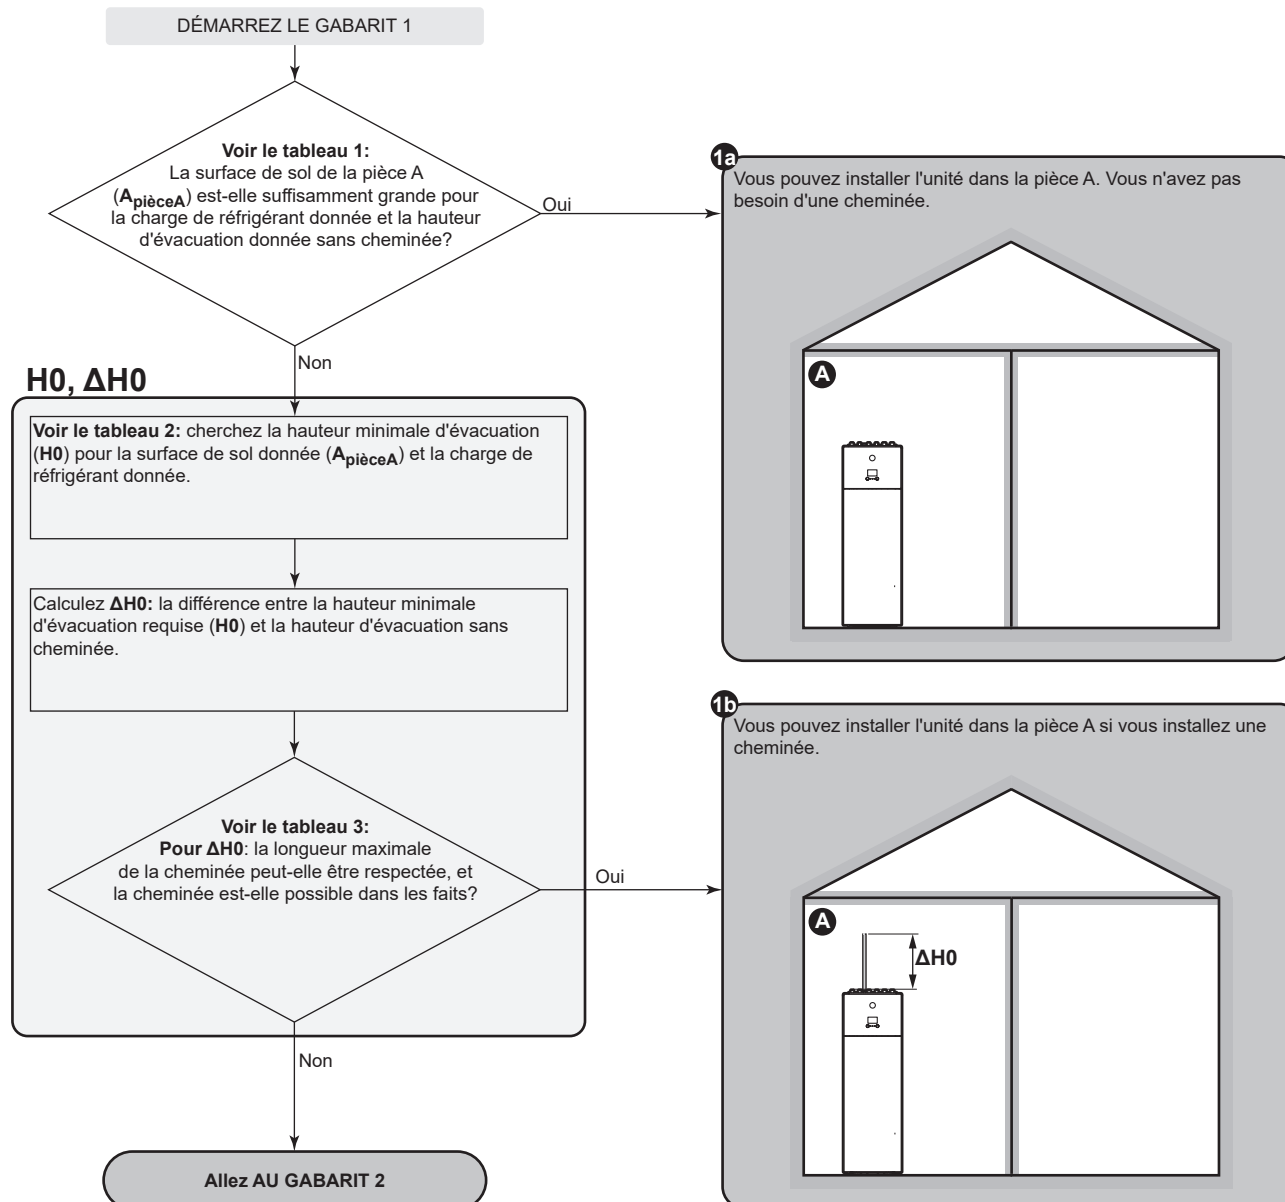 DÉMARREZ LE GABARIT 1
Voir le tableau 1:
La surface de sol de la pièce A
(ApièceA) est-elle suffisamment grande pour
la charge de réfrigérant donnée et la hauteur
d'évacuation donnée sans cheminée?
Oui
1a
Vous pouvez installer l'unité dans la pièce A. Vous n'avez pas
besoin d'une cheminée.
A
Non
H0, ΔH0
Voir le tableau 2: cherchez la hauteur minimale d'évacuation
(H0) pour la surface de sol donnée (ApièceA) et la charge de
réfrigérant donnée.
Calculez ΔH0: la différence entre la hauteur minimale
d'évacuation requise (H0) et la hauteur d'évacuation sans
cheminée.
Voir le tableau 3:
Pour ΔH0: la longueur maximale
de la cheminée peut-elle être respectée, et
la cheminée est-elle possible dans les faits?
Oui
1b
Vous pouvez installer l'unité dans la pièce A si vous installez une
cheminée.
A
ΔH0
Non
Allez AU GABARIT 2